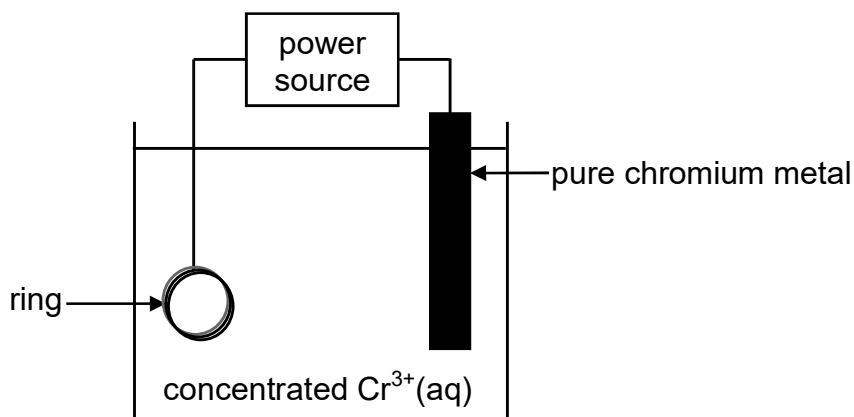 power
source
pure chromium metal
ring
concentrated Cr³⁺(aq)